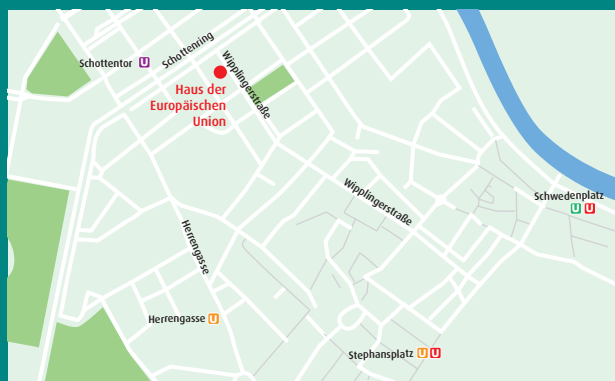 Schottenring
Schottentor U
Wipplingerstraße
Haus der
Europäischen
Union
Wipplingerstraße
Schwedenplatz
U U
Herrengasse
Herrengasse U
Stephansplatz U U